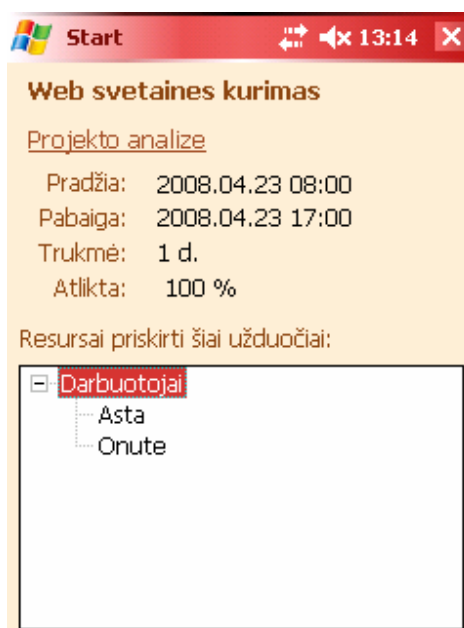 Start 13:14
Web svetaines kurimas
Projekto analize
Pradžia: 2008.04.23 08:00
Pabaiga: 2008.04.23 17:00
Trukmė: 1 d.
Atlikta: 100 %
Resursai priskirti šiai užduočiai:
Darbuotojai
Asta
Onute